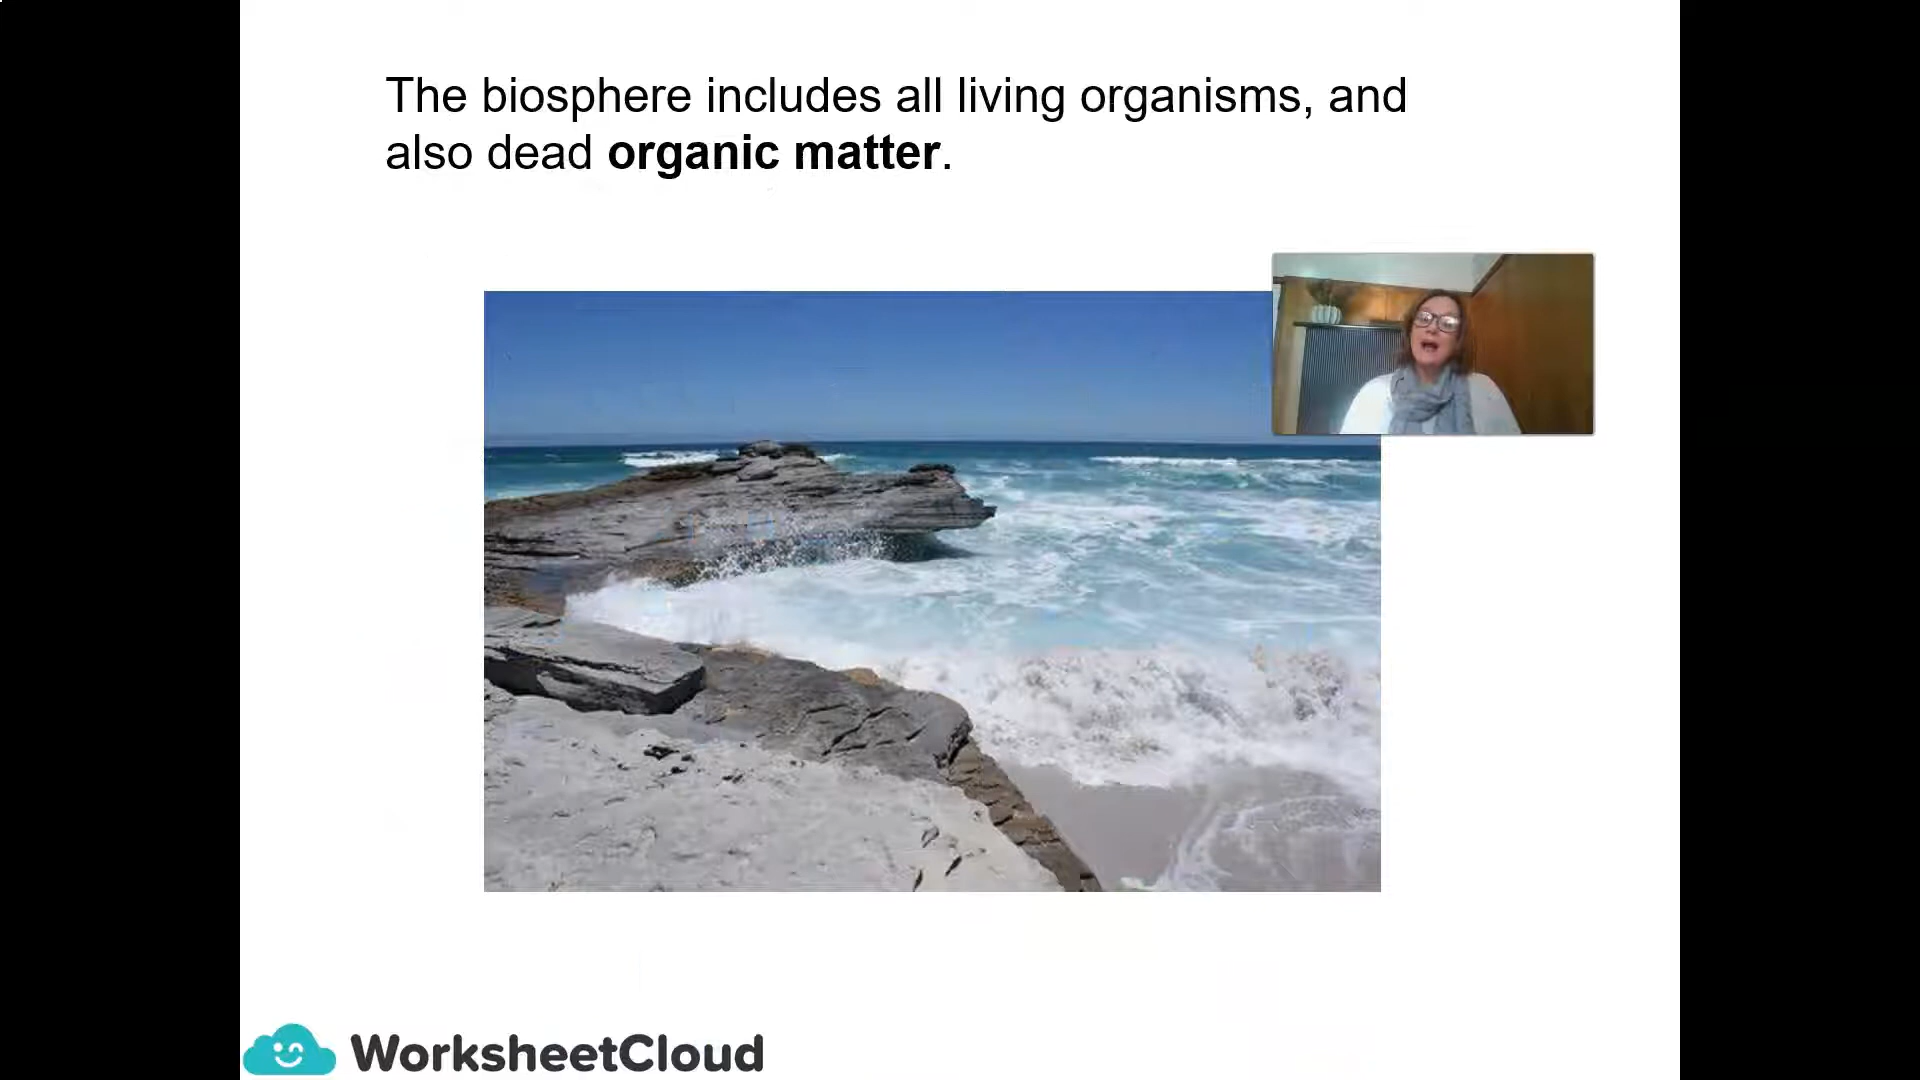 The biosphere includes all living organisms, and
also dead organic matter.
WorksheetCloud